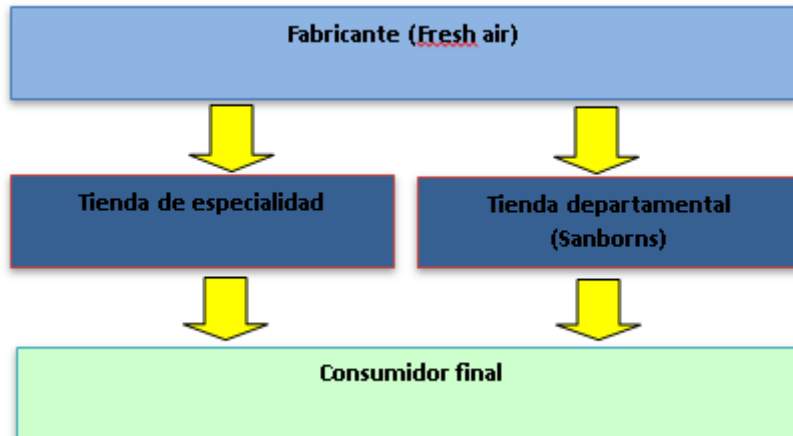 Fabricante (Fresh air)
Tienda de especialidad
Tienda departamental
(Sanborns)
Consumidor final